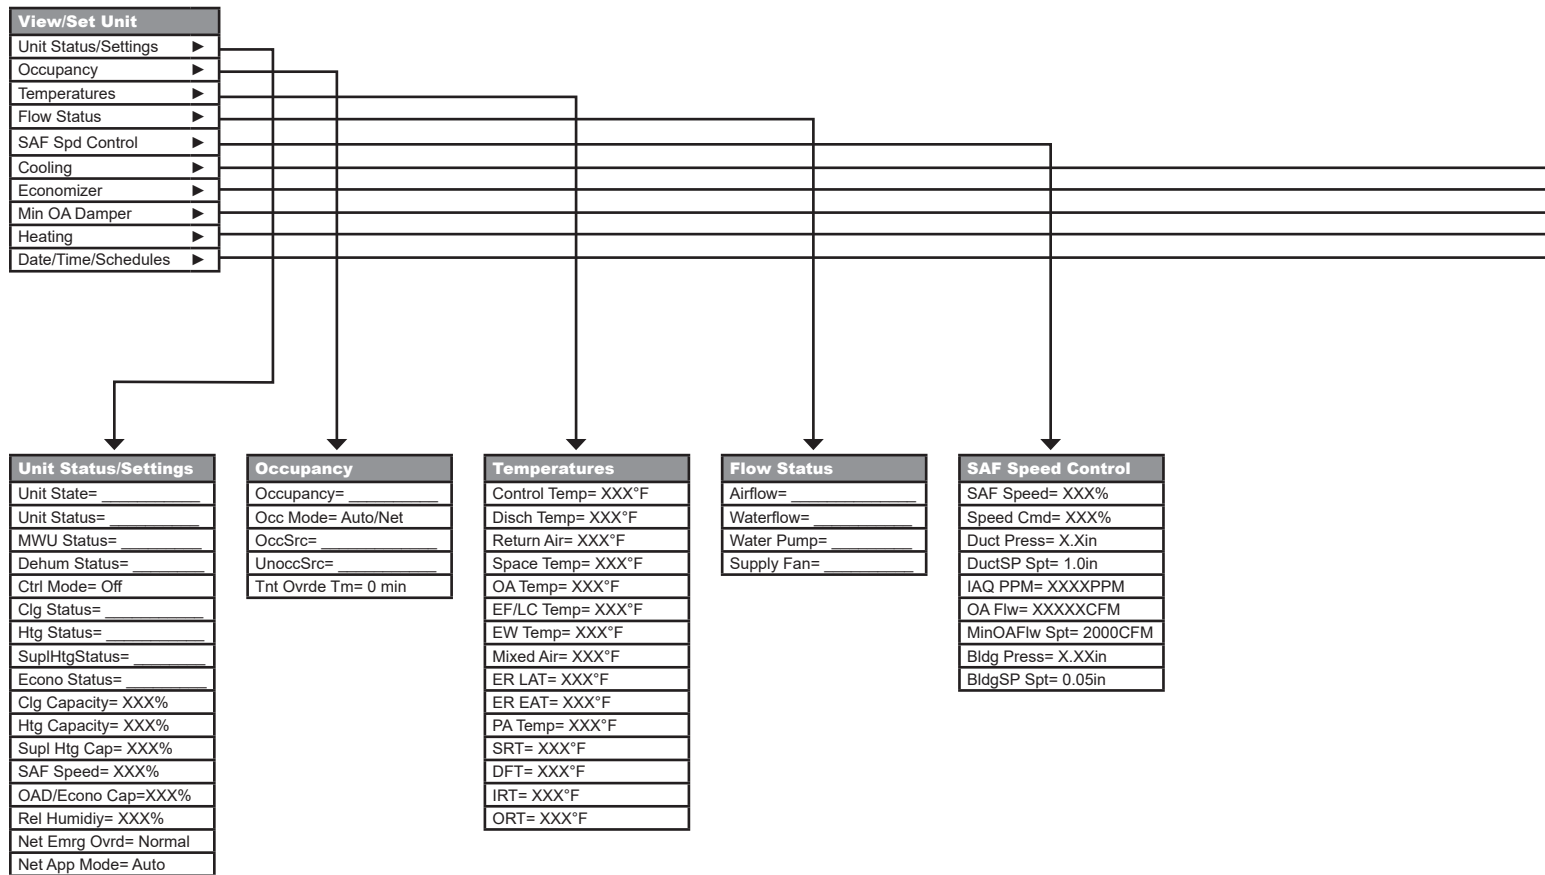 View/Set Unit
Unit Status/Settings ►
Occupancy ►
Temperatures ►
Flow Status ►
SAF Spd Control ►
Cooling ►
Economizer ►
Min OA Damper ►
Heating ►
Date/Time/Schedules ►
Unit Status/Settings
Unit State= ___________
Unit Status= __________
MWU Status= _________
Dehum Status= _________
Ctrl Mode= Off
Clg Status= ___________
Htg Status= ___________
SuplHtgStatus= ________
Econo Status= _________
Clg Capacity= XXX%
Htg Capacity= XXX%
Supl Htg Cap= XXX%
SAF Speed= XXX%
OAD/Econo Cap=XXX%
Rel Humidiy= XXX%
Net Emrg Ovrd= Normal
Net App Mode= Auto
Occupancy
Occupancy= __________
Occ Mode= Auto/Net
OccSrc= _____________
UnoccSrc= ___________
Tnt Ovrde Tm= 0 min
Temperatures
Control Temp= XXX°F
Disch Temp= XXX°F
Return Air= XXX°F
Space Temp= XXX°F
OA Temp= XXX°F
EF/LC Temp= XXX°F
EW Temp= XXX°F
Mixed Air= XXX°F
ER LAT= XXX°F
ER EAT= XXX°F
PA Temp= XXX°F
SRT= XXX°F
DFT= XXX°F
IRT= XXX°F
ORT= XXX°F
Flow Status
Airflow= ______________
Waterflow= ___________
Water Pump= _________
Supply Fan= __________
SAF Speed Control
SAF Speed= XXX%
Speed Cmd= XXX%
Duct Press= X.Xin
DuctSP Spt= 1.0in
IAQ PPM= XXXXPPM
OA Flw= XXXXXCFM
MinOAFlw Spt= 2000CFM
Bldg Press= X.XXin
BldgSP Spt= 0.05in